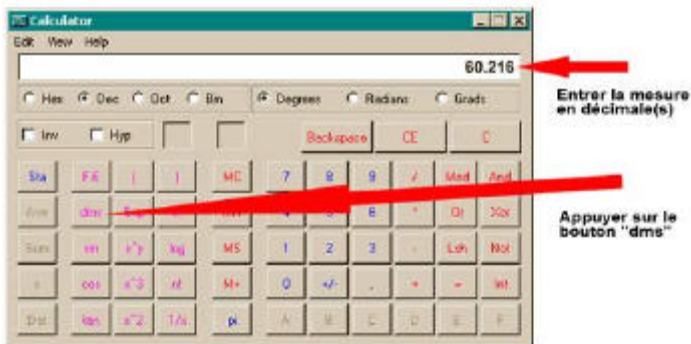 Calculator
Edit View Help
60.216
Entrer la mesure
en décimale(s)
Hex Dec Oct Bin Degrees Radians Grads
Inv Hyp Backspace CE C
Sta F-E ( ) MC 7 8 9 / Mod And
Ave dms 4 5 6 * Or Xor
Appuyer sur le
bouton "dms"
Sum sin x^y log MS 1 2 3 - Lsh Not
s cos x^3 n! M+ 0 +/- . + = Int
Dat tan x^2 1/x pi A B C D E F